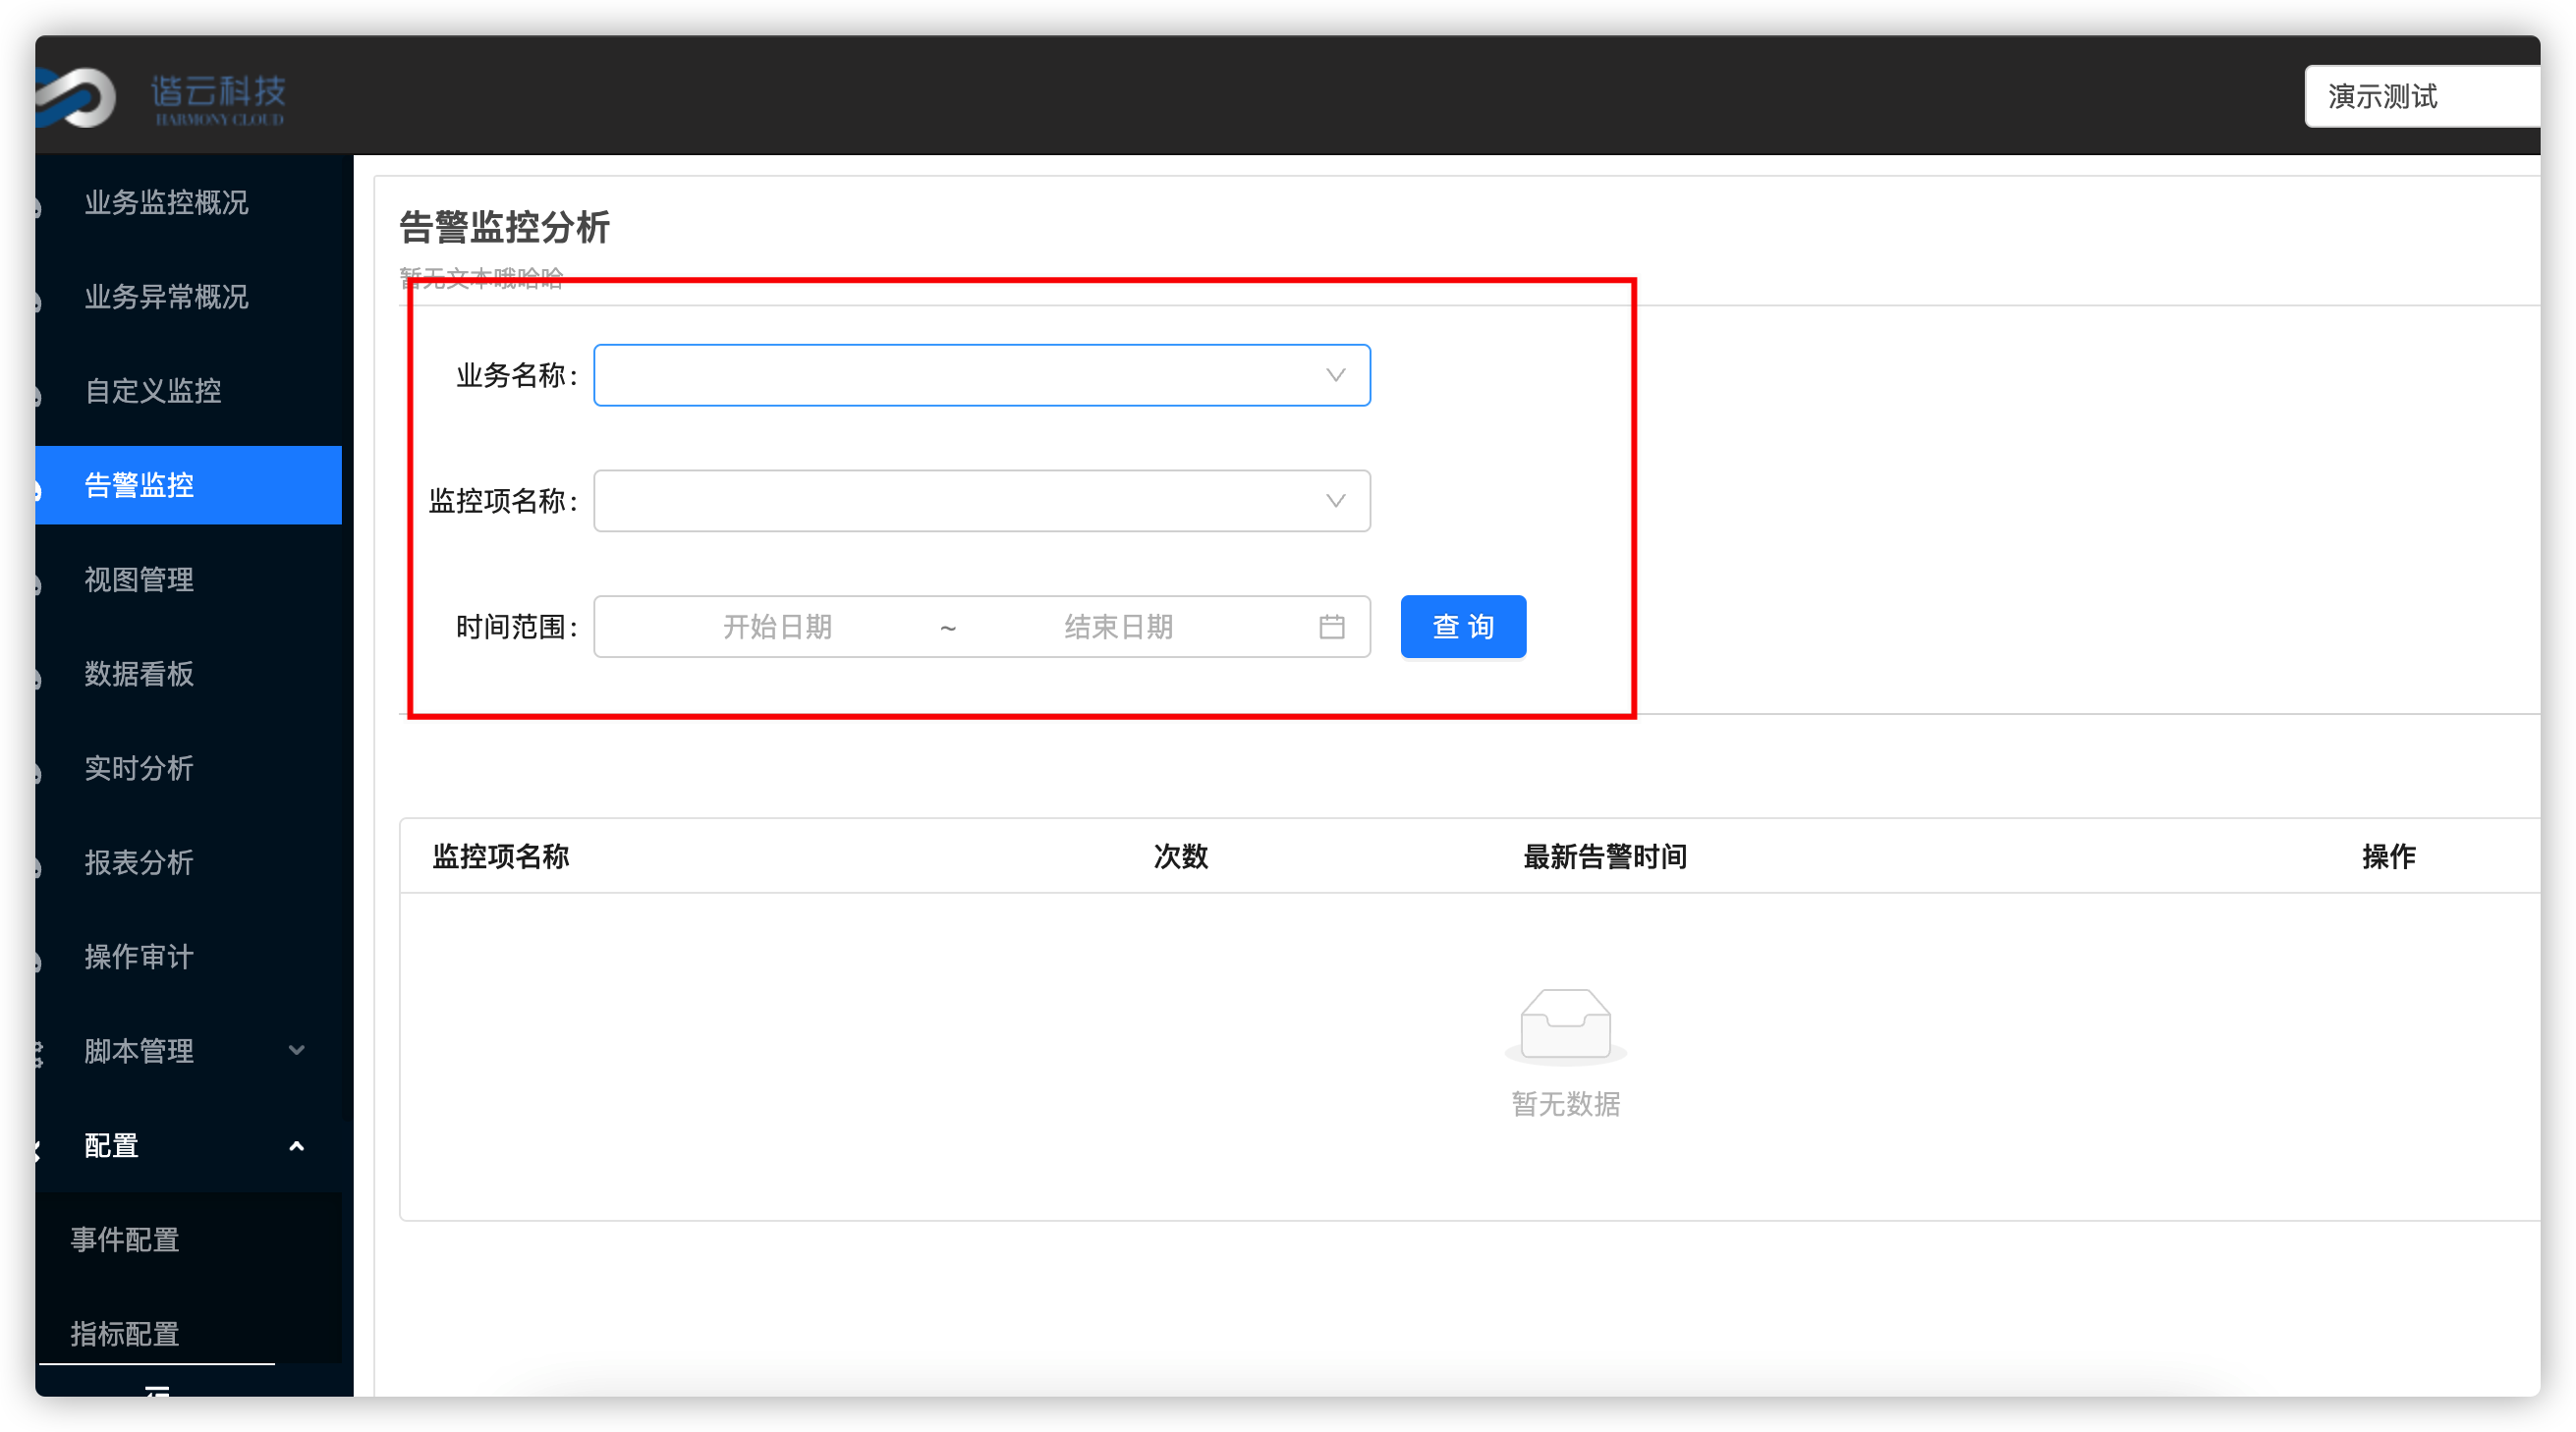 谐云科技
HARMONY CLOUD
演示测试
业务监控概况
业务异常概况
自定义监控
告警监控
视图管理
数据看板
实时分析
报表分析
操作审计
脚本管理
配置
事件配置
指标配置
告警监控分析
暂无文本哦哈哈
业务名称：
监控项名称：
时间范围： 开始日期 ~ 结束日期 查 询
监控项名称 次数 最新告警时间 操作
暂无数据